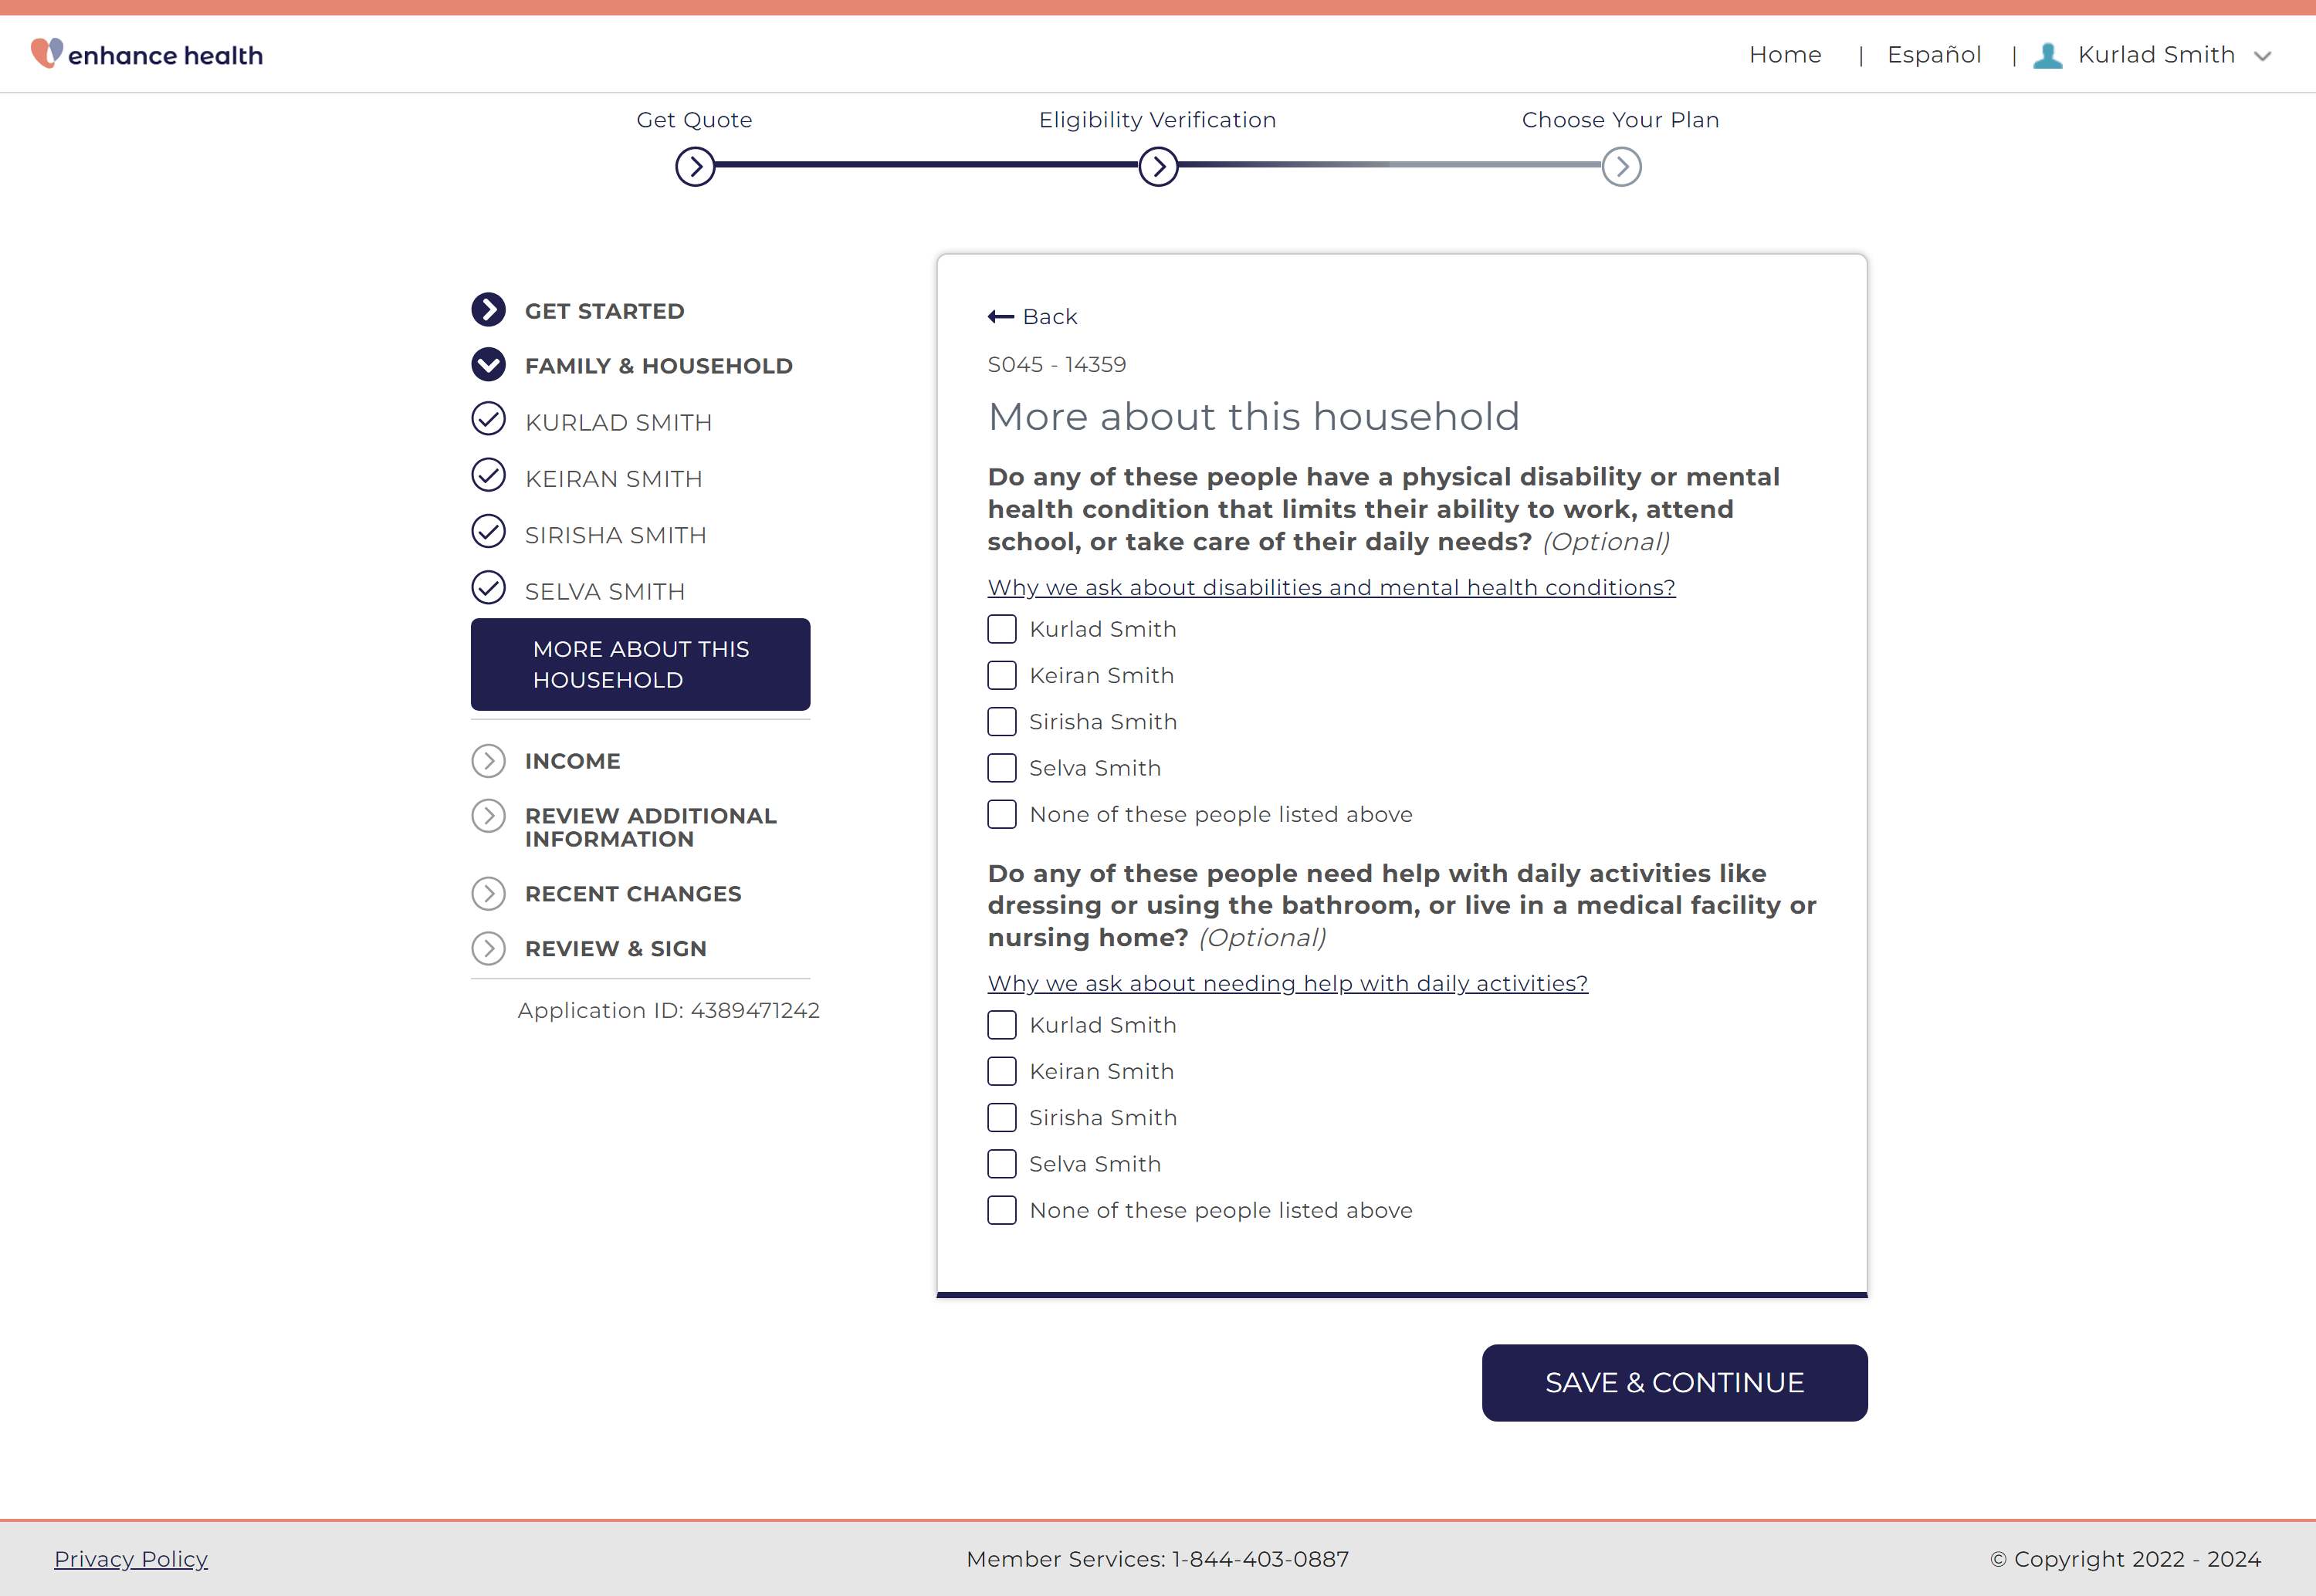 enhance health
Home | Español | Kurlad Smith
Get Quote
Eligibility Verification
Choose Your Plan
GET STARTED
FAMILY & HOUSEHOLD
KURLAD SMITH
KEIRAN SMITH
SIRISHA SMITH
SELVA SMITH
MORE ABOUT THIS
HOUSEHOLD
INCOME
REVIEW ADDITIONAL
INFORMATION
RECENT CHANGES
REVIEW & SIGN
Application ID: 4389471242
Back
S045 - 14359
More about this household
Do any of these people have a physical disability or mental
health condition that limits their ability to work, attend
school, or take care of their daily needs? (Optional)
Why we ask about disabilities and mental health conditions?
Kurlad Smith
Keiran Smith
Sirisha Smith
Selva Smith
None of these people listed above
Do any of these people need help with daily activities like
dressing or using the bathroom, or live in a medical facility or
nursing home? (Optional)
Why we ask about needing help with daily activities?
Kurlad Smith
Keiran Smith
Sirisha Smith
Selva Smith
None of these people listed above
SAVE & CONTINUE
Privacy Policy
Member Services: 1-844-403-0887
© Copyright 2022 - 2024